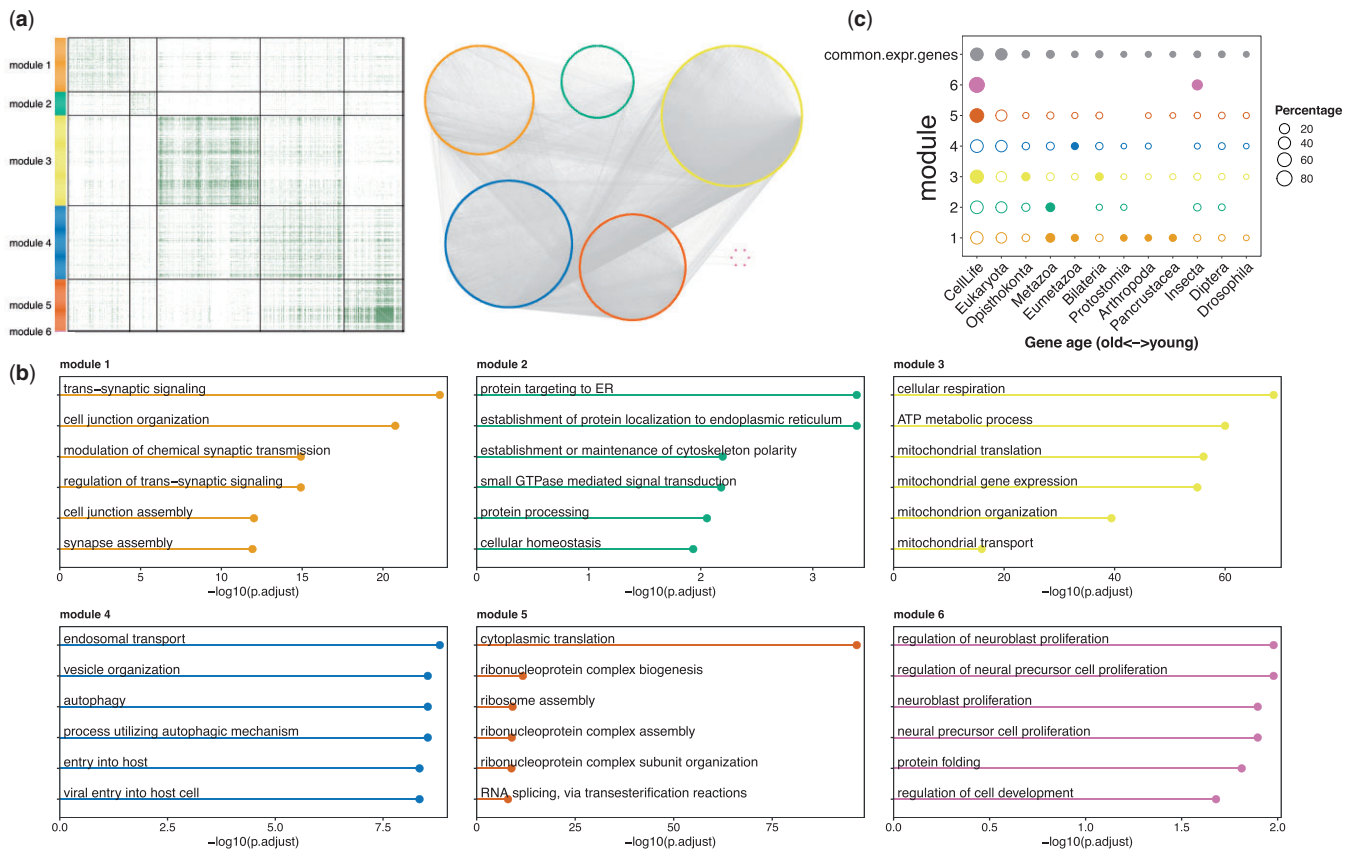 (a)
module 1
module 2
module 3
module 4
module 5
module 6
(c)
common.expr.genes
6
5
4
3
2
1
module
CellLife
Eukaryota
Opisthokonta
Metazoa
Eumetazoa
Bilateria
Protostomia
Arthropoda
Pancrustacea
Insecta
Diptera
Drosophila
Gene age (old<−>young)
Percentage
20
40
60
80
(b)
module 1
trans−synaptic signaling
cell junction organization
modulation of chemical synaptic transmission
regulation of trans−synaptic signaling
cell junction assembly
synapse assembly
0 5 10 15 20
−log10(p.adjust)
module 2
protein targeting to ER
establishment of protein localization to endoplasmic reticulum
establishment or maintenance of cytoskeleton polarity
small GTPase mediated signal transduction
protein processing
cellular homeostasis
0 1 2 3
−log10(p.adjust)
module 3
cellular respiration
ATP metabolic process
mitochondrial translation
mitochondrial gene expression
mitochondrion organization
mitochondrial transport
0 20 40 60
−log10(p.adjust)
module 4
endosomal transport
vesicle organization
autophagy
process utilizing autophagic mechanism
entry into host
viral entry into host cell
0.0 2.5 5.0 7.5
−log10(p.adjust)
module 5
cytoplasmic translation
ribonucleoprotein complex biogenesis
ribosome assembly
ribonucleoprotein complex assembly
ribonucleoprotein complex subunit organization
RNA splicing, via transesterification reactions
0 25 50 75
−log10(p.adjust)
module 6
regulation of neuroblast proliferation
regulation of neural precursor cell proliferation
neuroblast proliferation
neural precursor cell proliferation
protein folding
regulation of cell development
0.0 0.5 1.0 1.5 2.0
−log10(p.adjust)